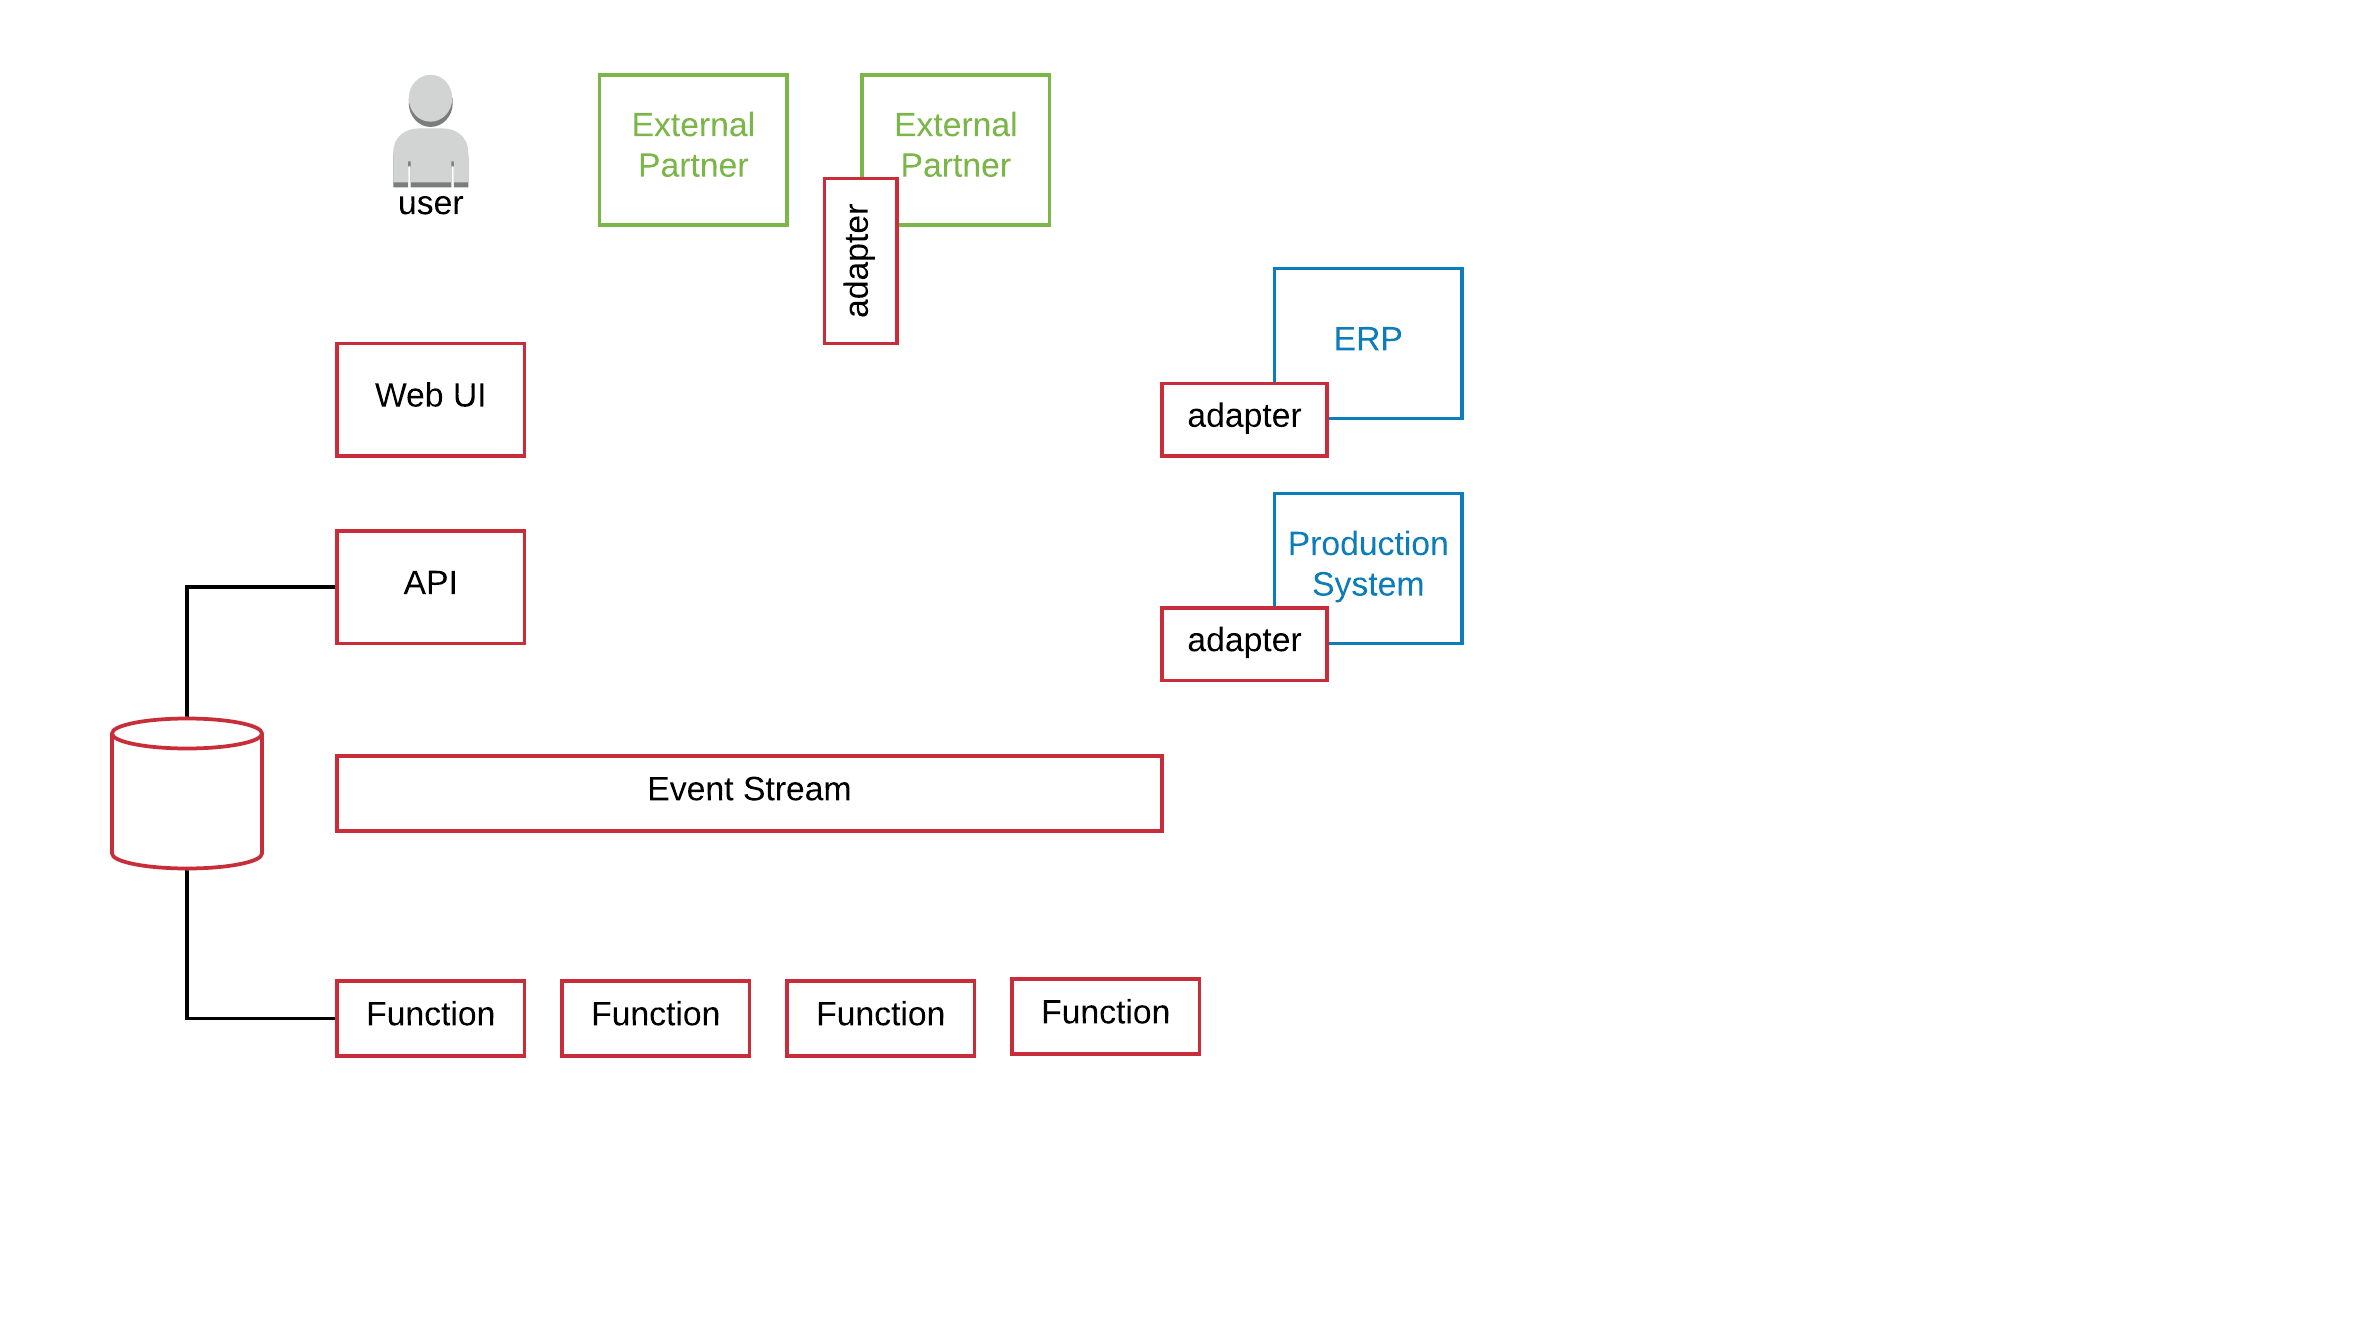 External
Partner
External
Partner
user
adapter
ERP
Web UI
adapter
Production
System
API
adapter
Event Stream
Function
Function
Function
Function